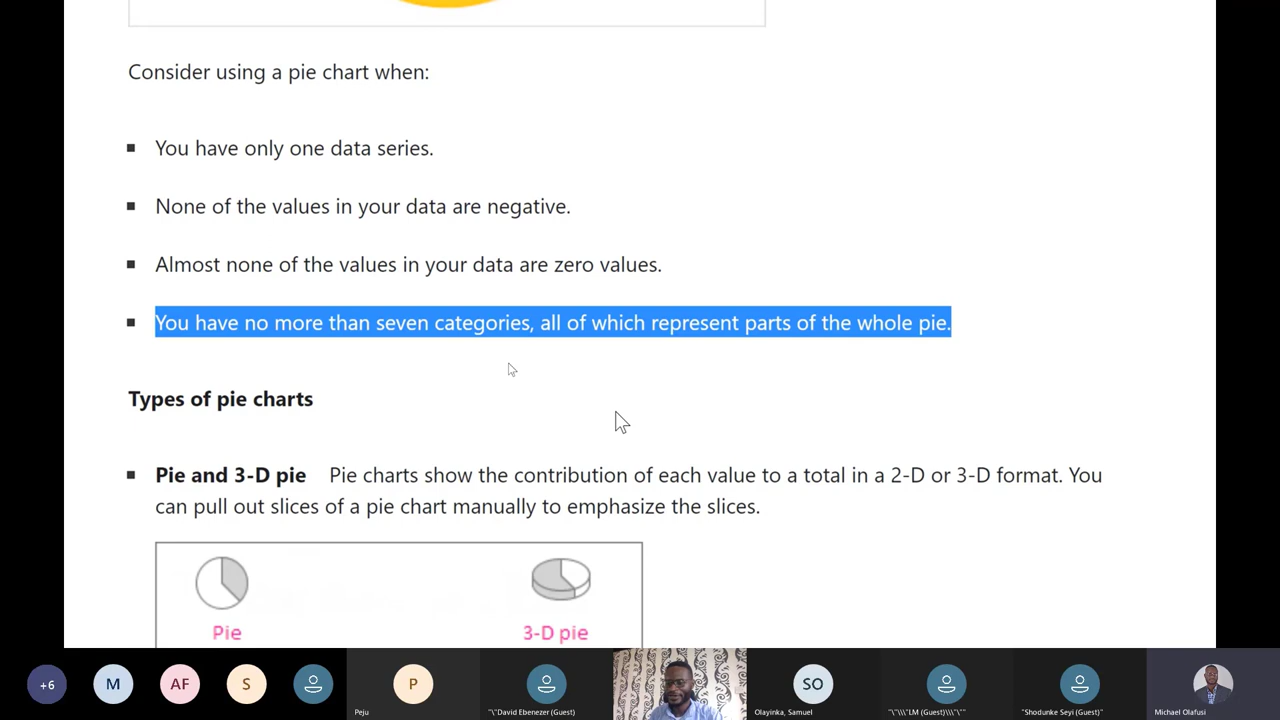 Consider using a pie chart when:
You have only one data series.
None of the values in your data are negative.
Almost none of the values in your data are zero values.
You have no more than seven categories, all of which represent parts of the whole pie.
Types of pie charts
Pie and 3-D pie Pie charts show the contribution of each value to a total in a 2-D or 3-D format. You
can pull out slices of a pie chart manually to emphasize the slices.
Pie 3-D pie
+6 M AF S P SO
Peju "\"David Ebenezer (Guest) Olayinka, Samuel "\"\\\"LM (Guest)\\\"\"" "Shodunke Seyi (Guest)" Michael Olafusi